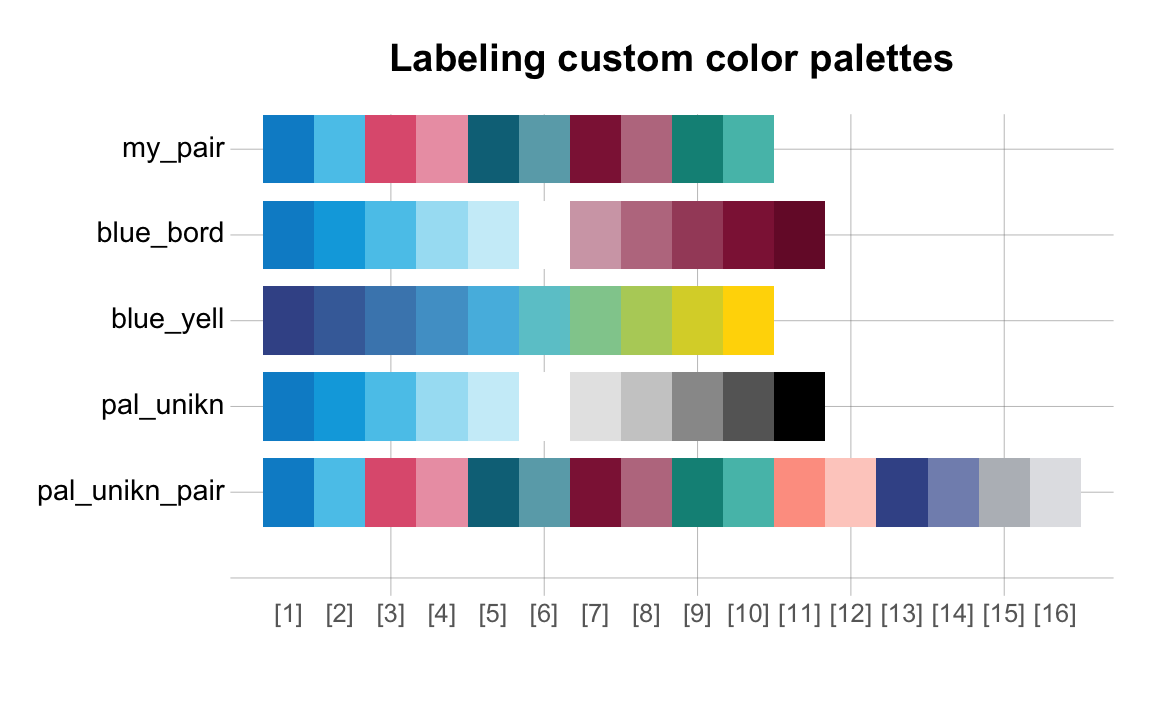 Labeling custom color palettes
my_pair
blue_bord
blue_yell
pal_unikn
pal_unikn_pair
[1] [2] [3] [4] [5] [6] [7] [8] [9] [10] [11] [12] [13] [14] [15] [16]